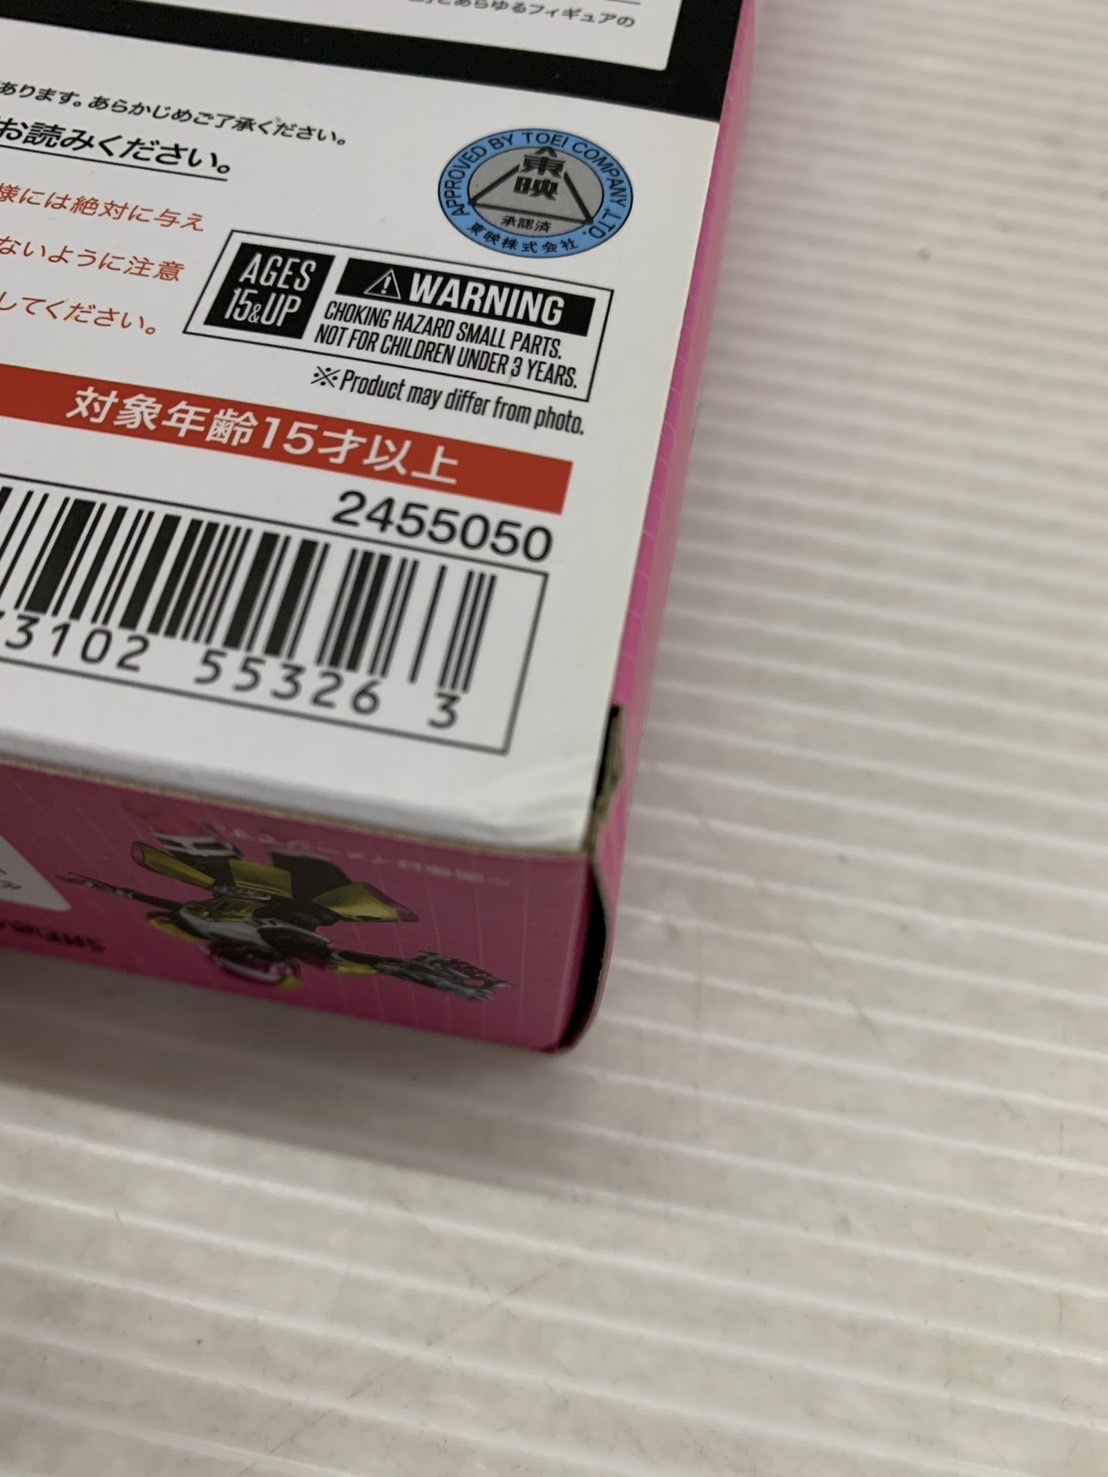 とあらゆるフィギュアの
あります。あらかじめご了承ください。
お読みください。
様には絶対に与え
ないように注意
してください。
APPROVED BY TOEI COMPANY, LTD.
東映
承認済
東映株式会社
AGES
15&UP
WARNING
CHOKING HAZARD SMALL PARTS.
NOT FOR CHILDREN UNDER 3 YEARS.
※Product may differ from photo.
対象年齢15才以上
2455050
73102 55326 3